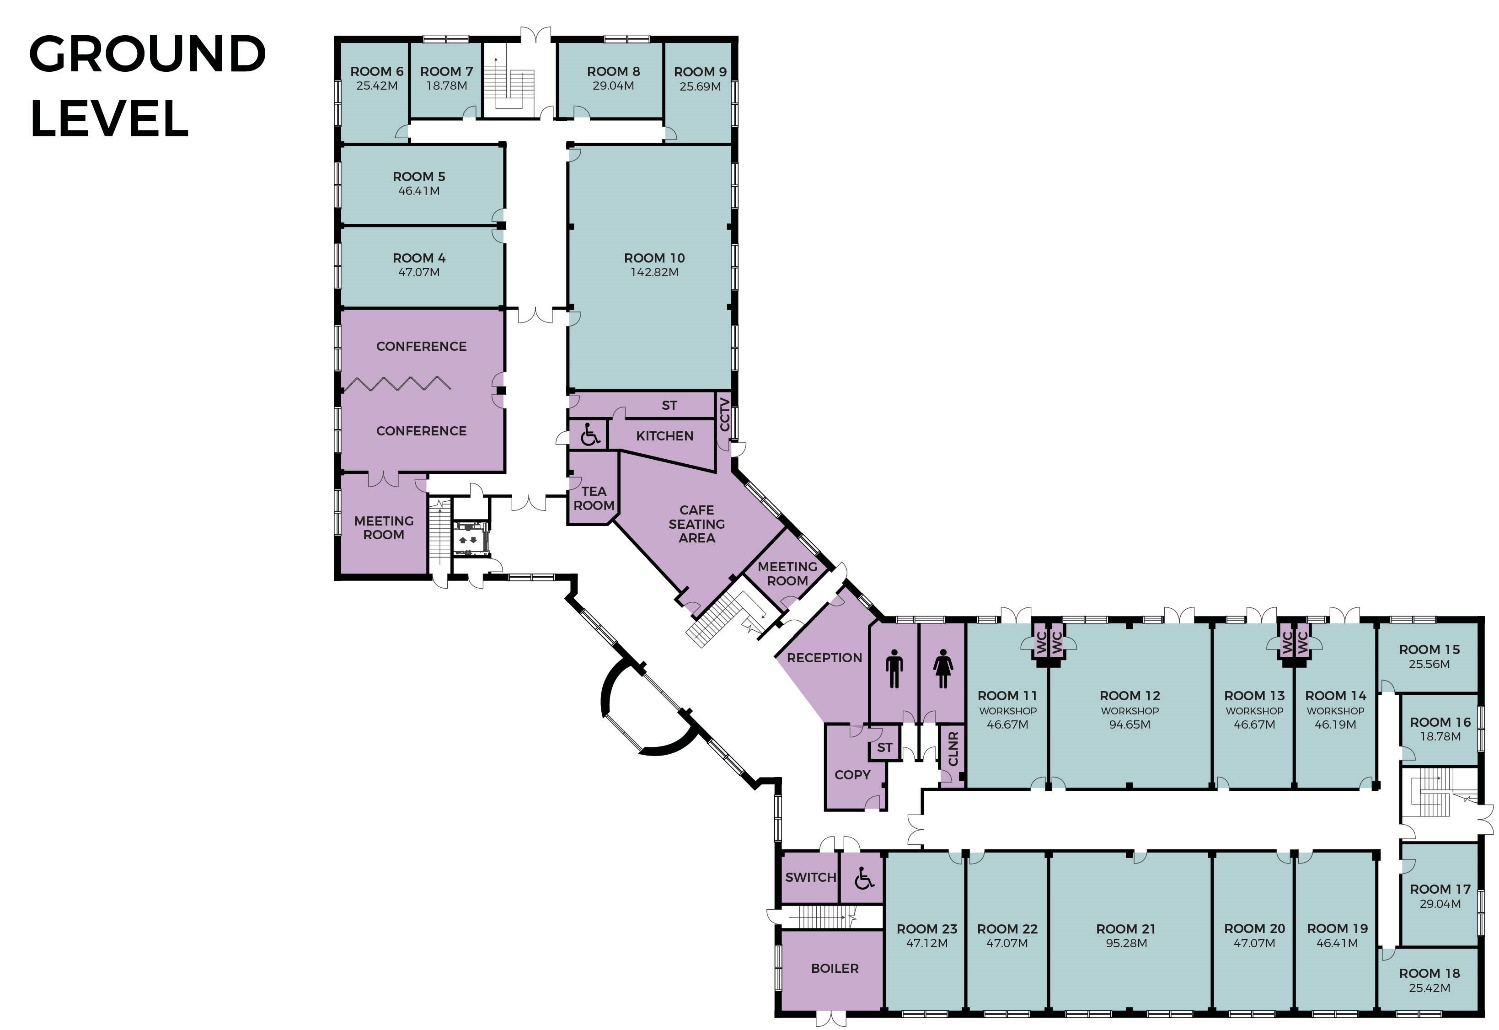 GROUND
LEVEL
ROOM 6
25.42M
ROOM 7
18.78M
ROOM 8
29.04M
ROOM 9
25.69M
ROOM 5
46.41M
ROOM 4
47.07M
ROOM 10
142.82M
CONFERENCE
CONFERENCE
ST
CCTV
KITCHEN
TEA
ROOM
MEETING
ROOM
CAFE
SEATING
AREA
MEETING
ROOM
RECEPTION
ST
COPY
CLNR
WC
WC
WC
WC
ROOM 11
WORKSHOP
46.67M
ROOM 12
WORKSHOP
94.65M
ROOM 13
WORKSHOP
46.67M
ROOM 14
WORKSHOP
46.19M
ROOM 15
25.56M
ROOM 16
18.78M
SWITCH
BOILER
ROOM 23
47.12M
ROOM 22
47.07M
ROOM 21
95.28M
ROOM 20
47.07M
ROOM 19
46.41M
ROOM 17
29.04M
ROOM 18
25.42M